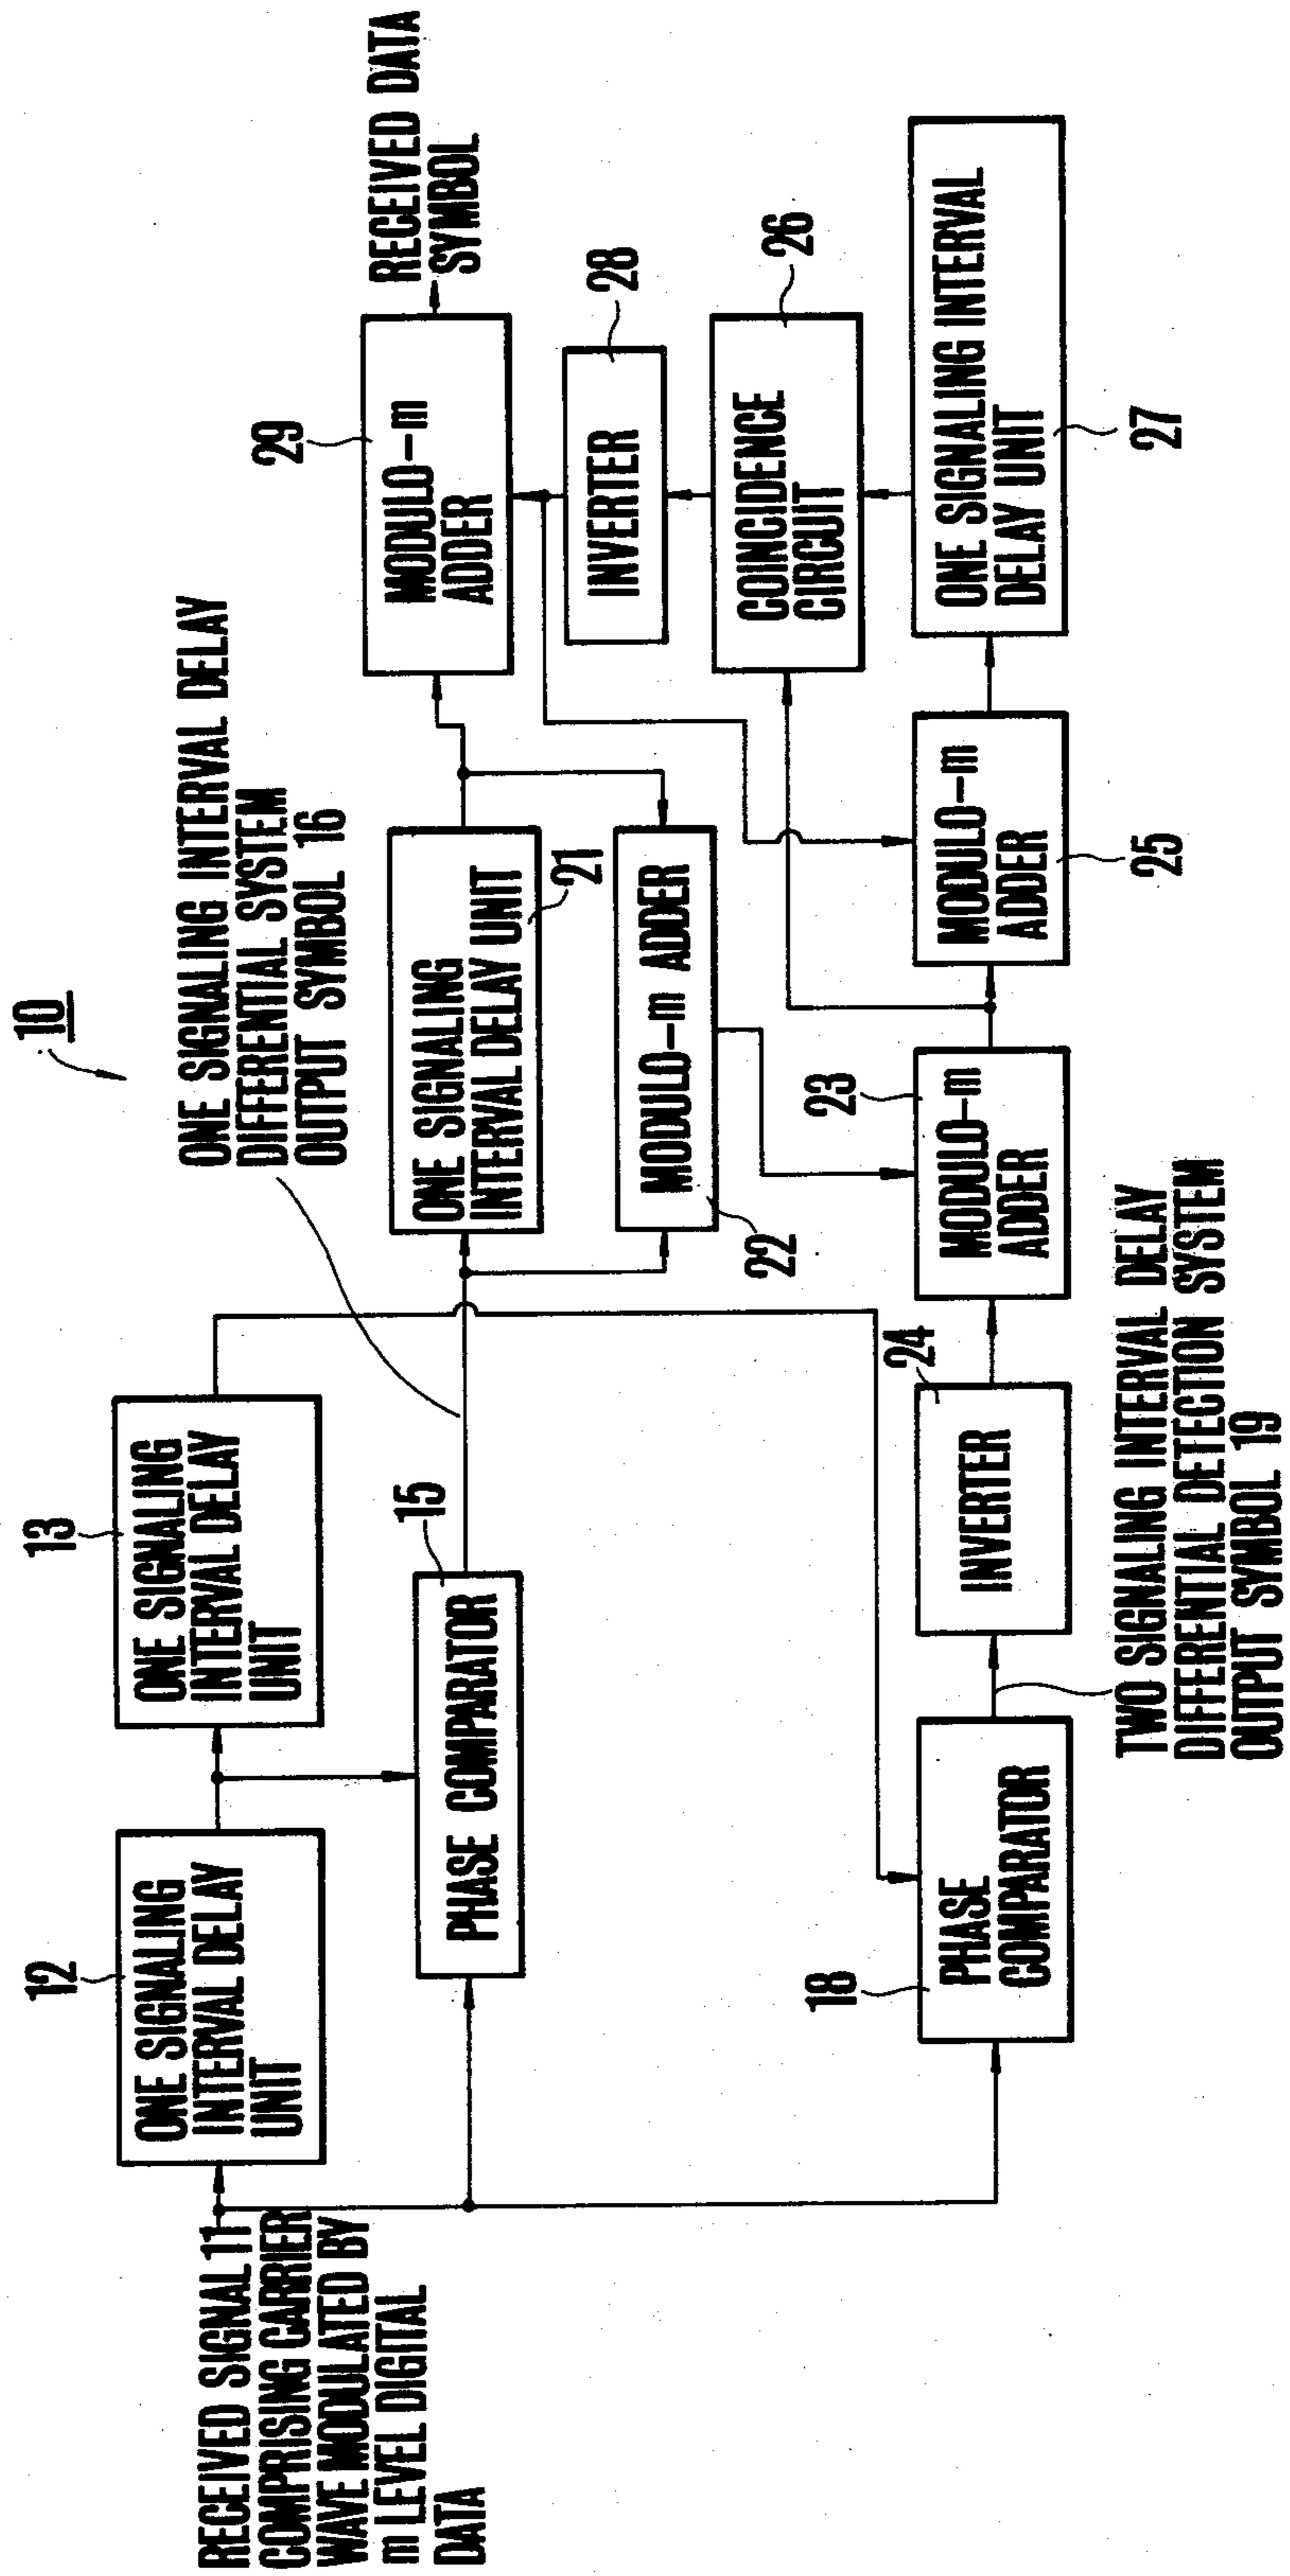 10
RECEIVED SIGNAL 11
COMPRISING CARRIER
WAVE MODULATED BY
m LEVEL DIGITAL
DATA
12
ONE SIGNALING
INTERVAL DELAY
UNIT
13
ONE SIGNALING
INTERVAL DELAY
UNIT
ONE SIGNALING INTERVAL DELAY
DIFFERENTIAL SYSTEM
OUTPUT SYMBOL 16
15
PHASE COMPARATOR
ONE SIGNALING
INTERVAL DELAY UNIT
21
MODULO-m ADDER
22
29
MODULO-m
ADDER
RECEIVED DATA
SYMBOL
INVERTER
28
COINCIDENCE
CIRCUIT
26
18
PHASE
COMPARATOR
TWO SIGNALING INTERVAL DELAY
DIFFERENTIAL DETECTION SYSTEM
OUTPUT SYMBOL 19
24
INVERTER
23
MODULO-m
ADDER
MODULO-m
ADDER
25
ONE SIGNALING INTERVAL
DELAY UNIT
27